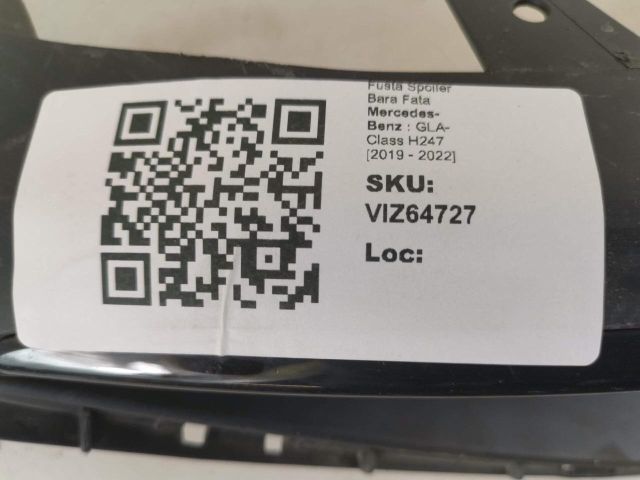 Fusta Spoiler
Bara Fata
Mercedes-
Benz : GLA-
Class H247
[2019 - 2022]
SKU:
VIZ64727
Loc: